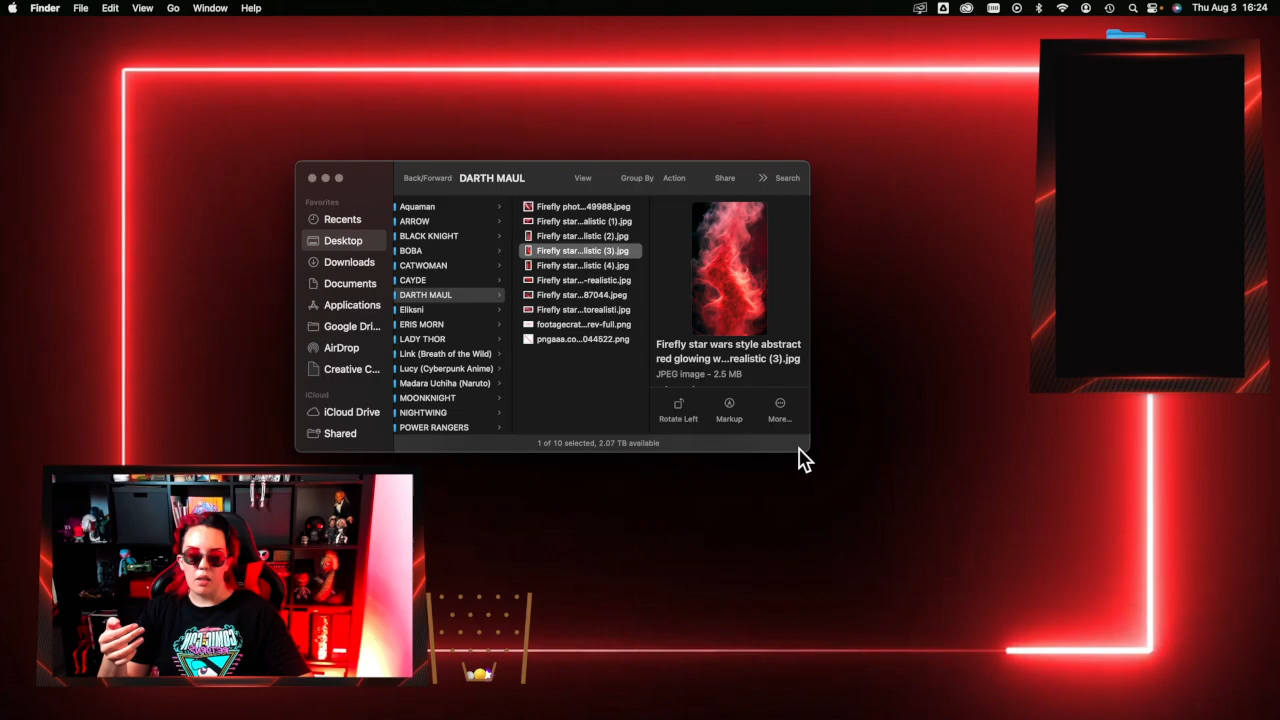 Finder File Edit View Go Window Help Thu Aug 3 16:24
Back/Forward DARTH MAUL View Group By Action Share Search
Favorites
Recents
Desktop
Downloads
Documents
Applications
Google Dri...
AirDrop
Creative C...
iCloud
iCloud Drive
Shared
Aquaman
ARROW
BLACK KNIGHT
BOBA
CATWOMAN
CAYDE
DARTH MAUL
Eliksni
ERIS MORN
LADY THOR
Link (Breath of the Wild)
Lucy (Cyberpunk Anime)
Madara Uchiha (Naruto)
MOONKNIGHT
NIGHTWING
POWER RANGERS
Firefly phot...49988.jpeg
Firefly star...alistic (1).jpg
Firefly star...listic (2).jpg
Firefly star...listic (3).jpg
Firefly star...listic (4).jpg
Firefly star...-realistic.jpg
Firefly star...87044.jpeg
Firefly star...torealisti.jpg
footagecrat...rev-full.png
pngaaa.co...044522.png
Firefly star wars style abstract
red glowing w...realistic (3).jpg
JPEG image - 2.5 MB
Rotate Left Markup More...
1 of 10 selected, 2.07 TB available